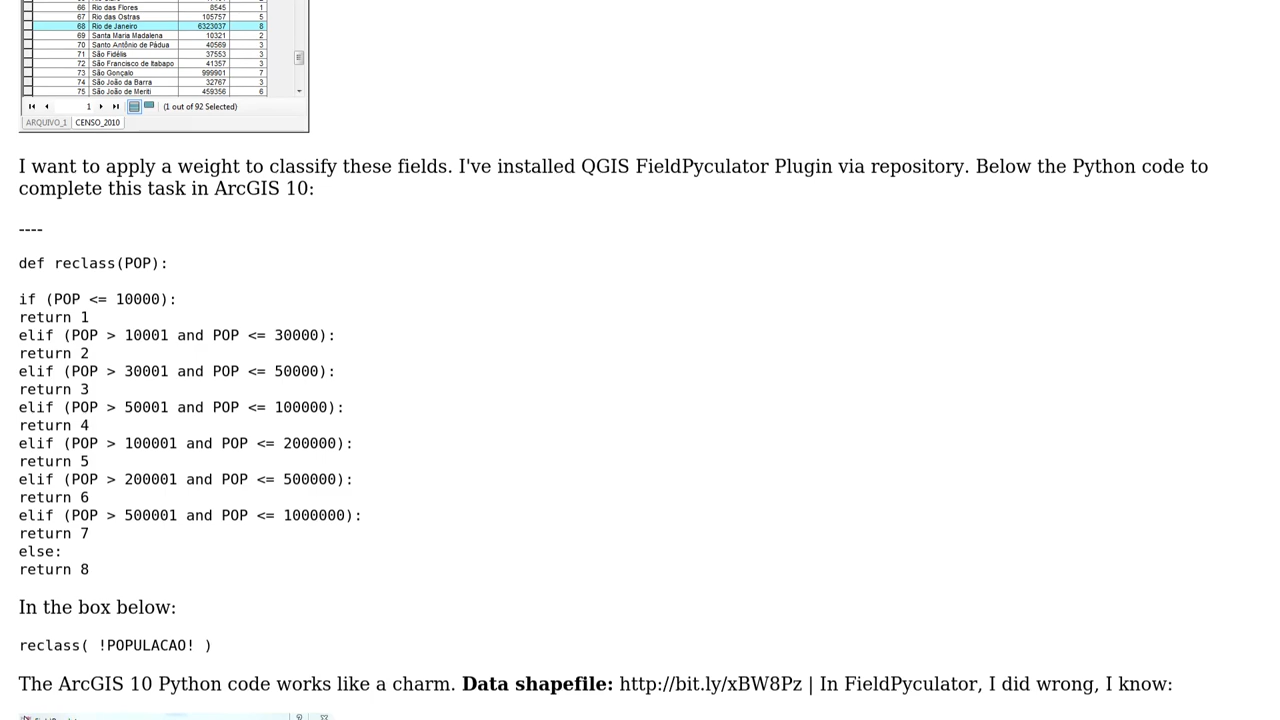 66 Rio das Flores 8545 1
67 Rio das Ostras 105757 5
68 Rio de Janeiro 6323037 8
69 Santa Maria Madalena 10321 2
70 Santo Antônio de Pádua 40569 3
71 São Fidélis 37553 3
72 São Francisco de Itabapo 41357 3
73 São Gonçalo 999901 7
74 São João da Barra 32767 3
75 São João de Meriti 459356 6
1 (1 out of 92 Selected)
ARQUIVO_1 CENSO_2010
I want to apply a weight to classify these fields. I've installed QGIS FieldPyculator Plugin via repository. Below the Python code to
complete this task in ArcGIS 10:
----
def reclass(POP):
if (POP <= 10000):
return 1
elif (POP > 10001 and POP <= 30000):
return 2
elif (POP > 30001 and POP <= 50000):
return 3
elif (POP > 50001 and POP <= 100000):
return 4
elif (POP > 100001 and POP <= 200000):
return 5
elif (POP > 200001 and POP <= 500000):
return 6
elif (POP > 500001 and POP <= 1000000):
return 7
else:
return 8
In the box below:
reclass( !POPULACAO! )
The ArcGIS 10 Python code works like a charm. Data shapefile: http://bit.ly/xBW8Pz | In FieldPyculator, I did wrong, I know: